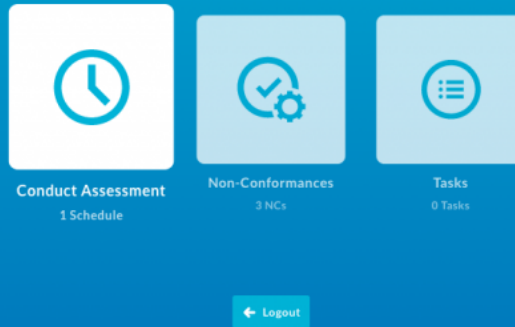 Conduct Assessment
1 Schedule
Non-Conformances
3 NCs
Tasks
0 Tasks
Logout